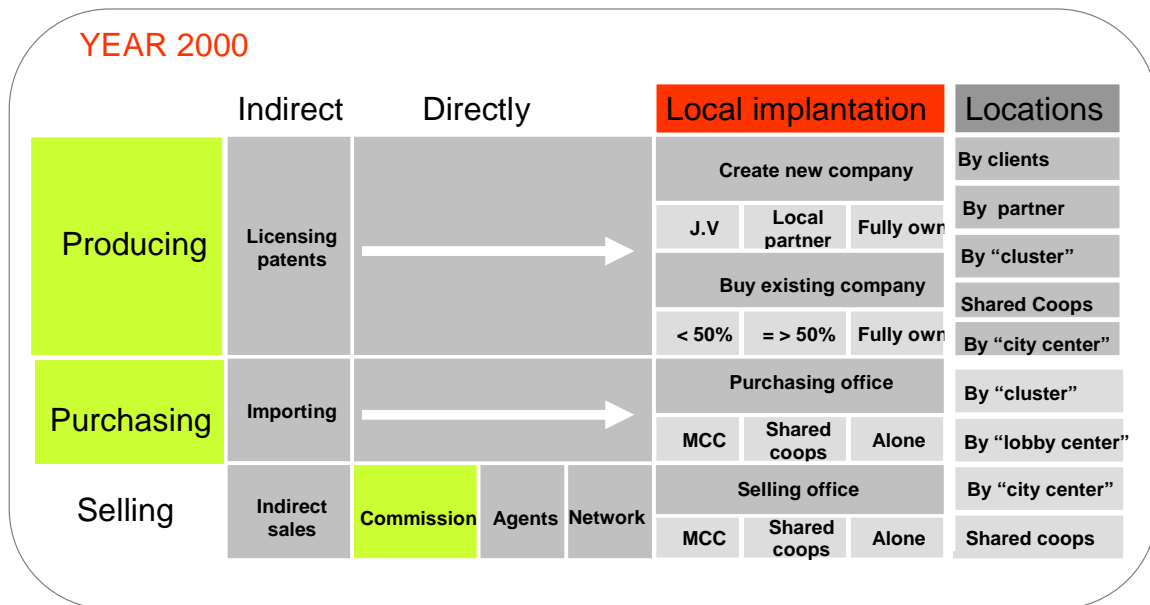 YEAR 2000
Indirect
Directly
Local implantation
Locations
Producing
Licensing
patents
Create new company
J.V
Local
partner
Fully own
Buy existing company
< 50%
= > 50%
Fully own
By clients
By partner
By “cluster”
Shared Coops
By “city center”
Purchasing
Importing
Purchasing office
MCC
Shared
coops
Alone
By “cluster”
By “lobby center”
Selling
Indirect
sales
Commission
Agents
Network
Selling office
MCC
Shared
coops
Alone
By “city center”
Shared coops